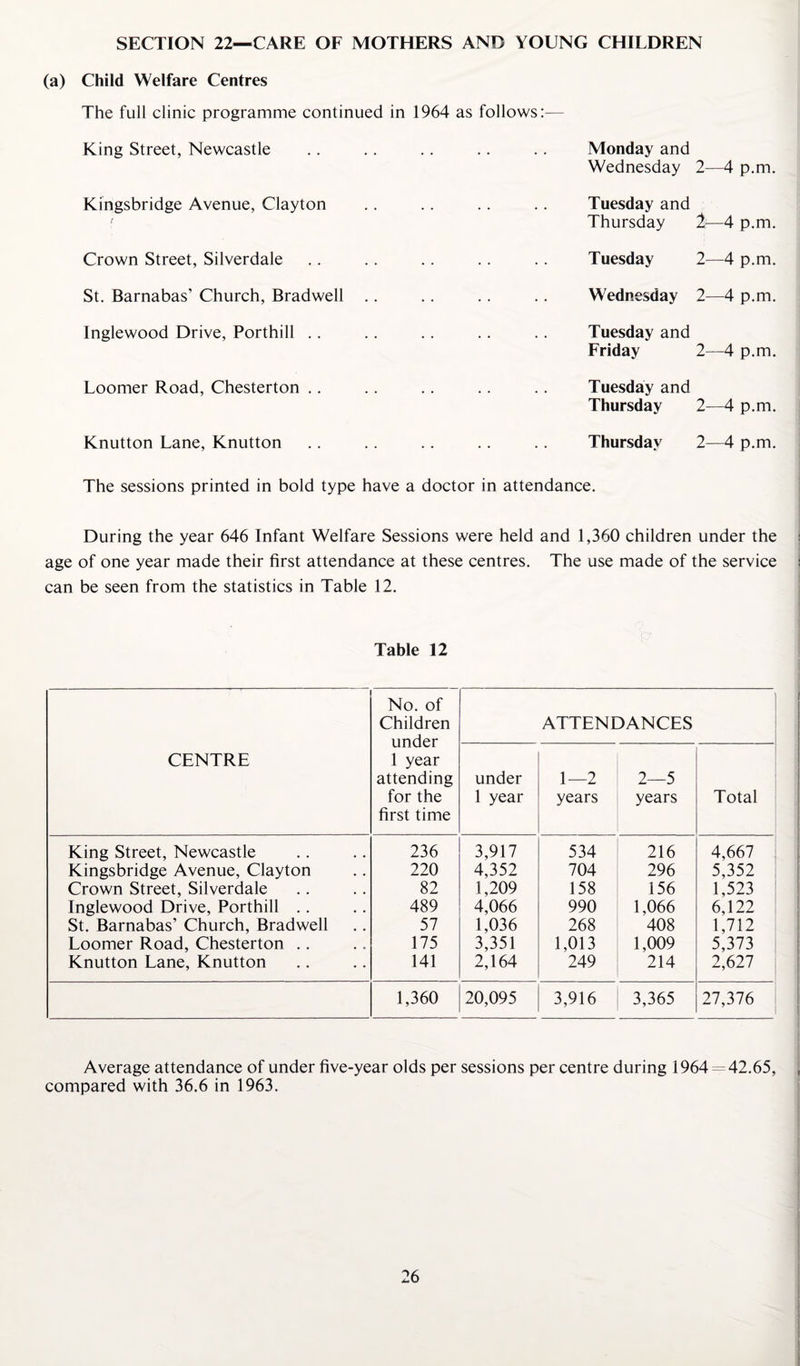 SECTION 22—CARE OF MOTHERS AND YOUNG CHILDREN
(a) Child Welfare Centres
The full clinic programme continued in 1964 as follows:—
King Street, Newcastle .. .. .. .. .. Monday and
Wednesday 2—4 p.m.
Kingsbridge Avenue, Clayton .. .. .. .. Tuesday and
Thursday 2—4 p.m.
Crown Street, Silverdale .. .. .. .. .. Tuesday 2—4 p.m.
St. Barnabas' Church, Bradwell .. .. .. .. Wednesday 2—4 p.m.
Inglewood Drive, Porthill .. .. .. .. .. Tuesday and
Friday 2—4 p.m.
Loomer Road, Chesterton .. .. .. .. .. Tuesday and
Thursday 2—4 p.m.
Knutton Lane, Knutton .. .. .. .. .. Thursday 2—4 p.m.
The sessions printed in bold type have a doctor in attendance.
During the year 646 Infant Welfare Sessions were held and 1,360 children under the
age of one year made their first attendance at these centres. The use made of the service
can be seen from the statistics in Table 12.
Table 12
CENTRE
No. of
Children
under
1 year
attending
for the
first time
ATTENDANCES
under
1 year
1—2
years
2—5
years
Total
King Street, Newcastle .. .. 236 3,917 534 216 4,667
Kingsbridge Avenue, Clayton .. 220 4,352 704 296 5,352
Crown Street, Silverdale .. .. 82 1,209 158 156 1,523
Inglewood Drive, Porthill .. .. 489 4,066 990 1,066 6,122
St. Barnabas' Church, Bradwell .. 57 1,036 268 408 1,712
Loomer Road, Chesterton .. .. 175 3,351 1,013 1,009 5,373
Knutton Lane, Knutton .. .. 141 2,164 249 214 2,627
1,360 20,095 3,916 3,365 27,376
Average attendance of under five-year olds per sessions per centre during 1964=42.65,
compared with 36.6 in 1963.
26